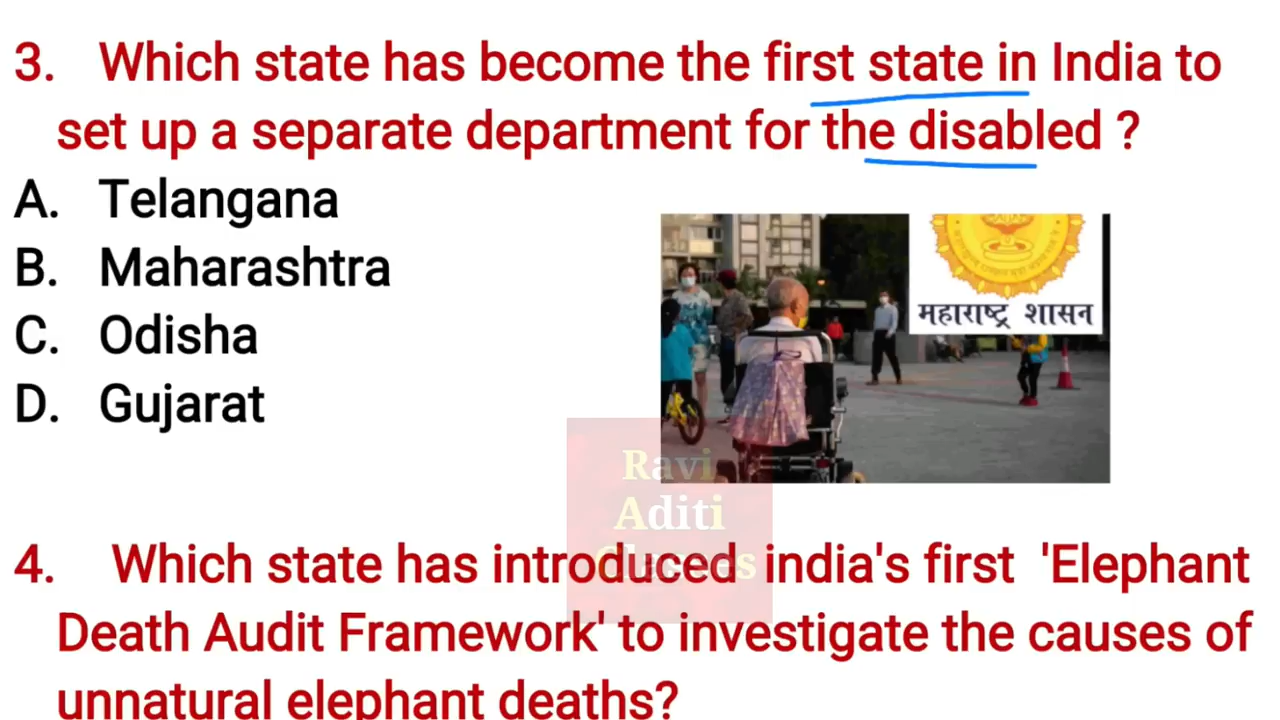 3. Which state has become the first state in India to
set up a separate department for the disabled ?
A. Telangana
B. Maharashtra
महाराष्ट्र शासन
C. Odisha
D. Gujarat
Ravi
Aditi
Classes
4. Which state has introduced india's first 'Elephant
Death Audit Framework' to investigate the causes of
unnatural elephant deaths?